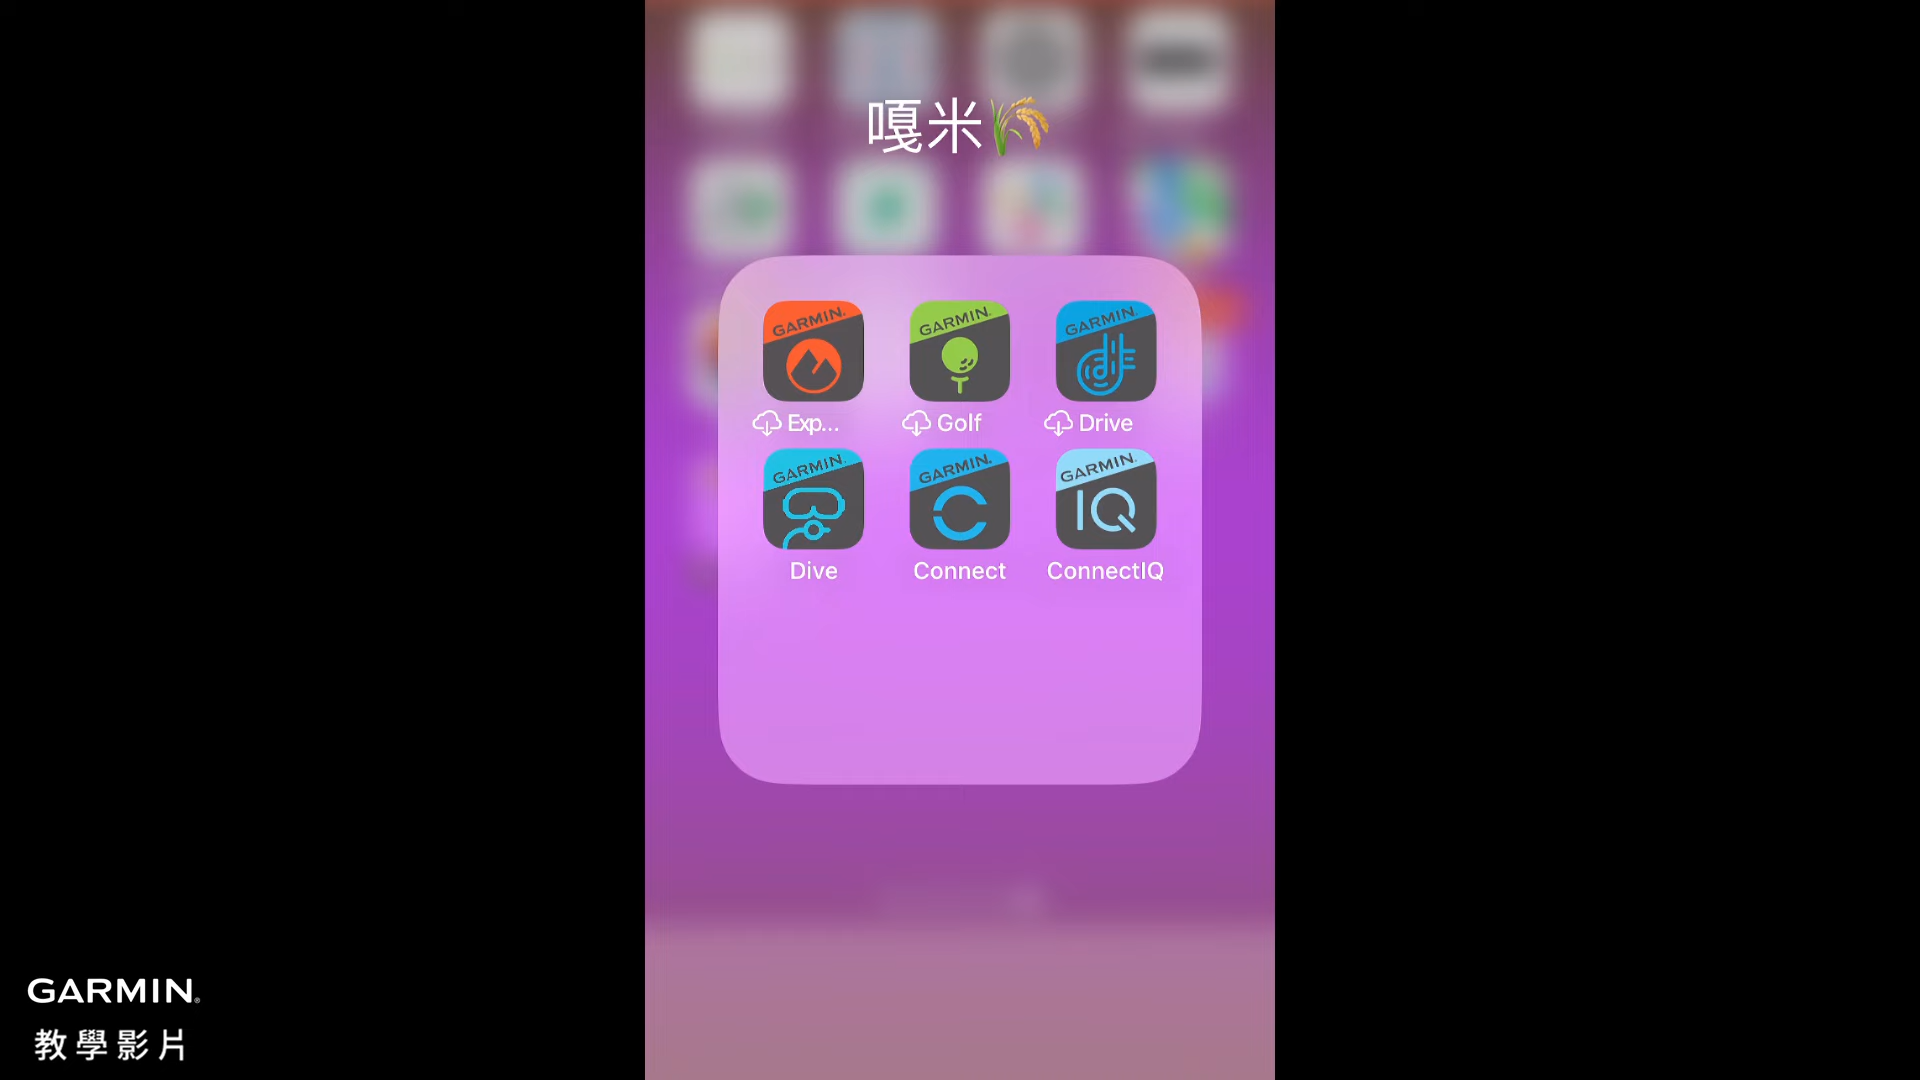 嘎米🌾
GARMIN. GARMIN. GARMIN.
Exp... Golf Drive
GARMIN. GARMIN. GARMIN.
IQ
Dive Connect ConnectIQ
GARMIN®
教學影片